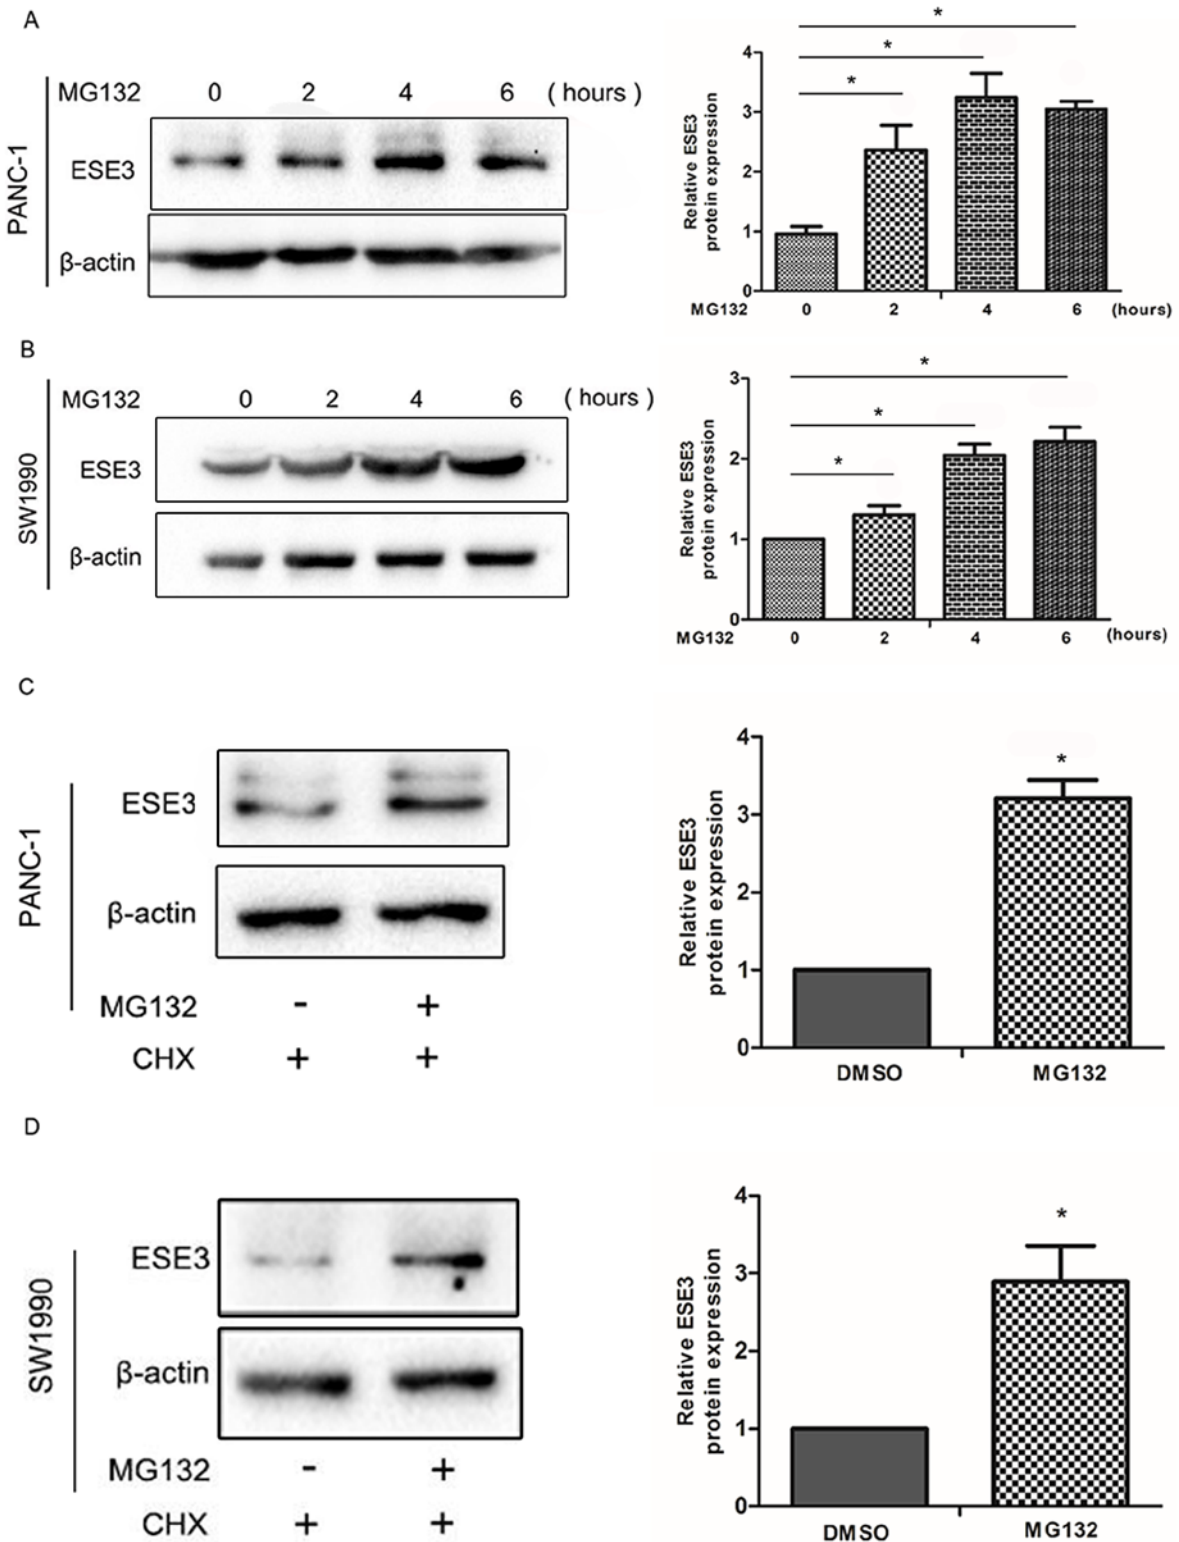 A
PANC-1
MG132 0 2 4 6 ( hours )
ESE3
β-actin
*
*
*
Relative ESE3
protein expression
4
3
2
1
0
MG132 0 2 4 6 (hours)
B
SW1990
MG132 0 2 4 6 ( hours )
ESE3
β-actin
*
*
*
Relative ESE3
protein expression
3
2
1
0
MG132 0 2 4 6 (hours)
C
PANC-1
ESE3
β-actin
MG132 - +
CHX + +
*
Relative ESE3
protein expression
4
3
2
1
0
DMSO MG132
D
SW1990
ESE3
β-actin
MG132 - +
CHX + +
*
Relative ESE3
protein expression
4
3
2
1
0
DMSO MG132